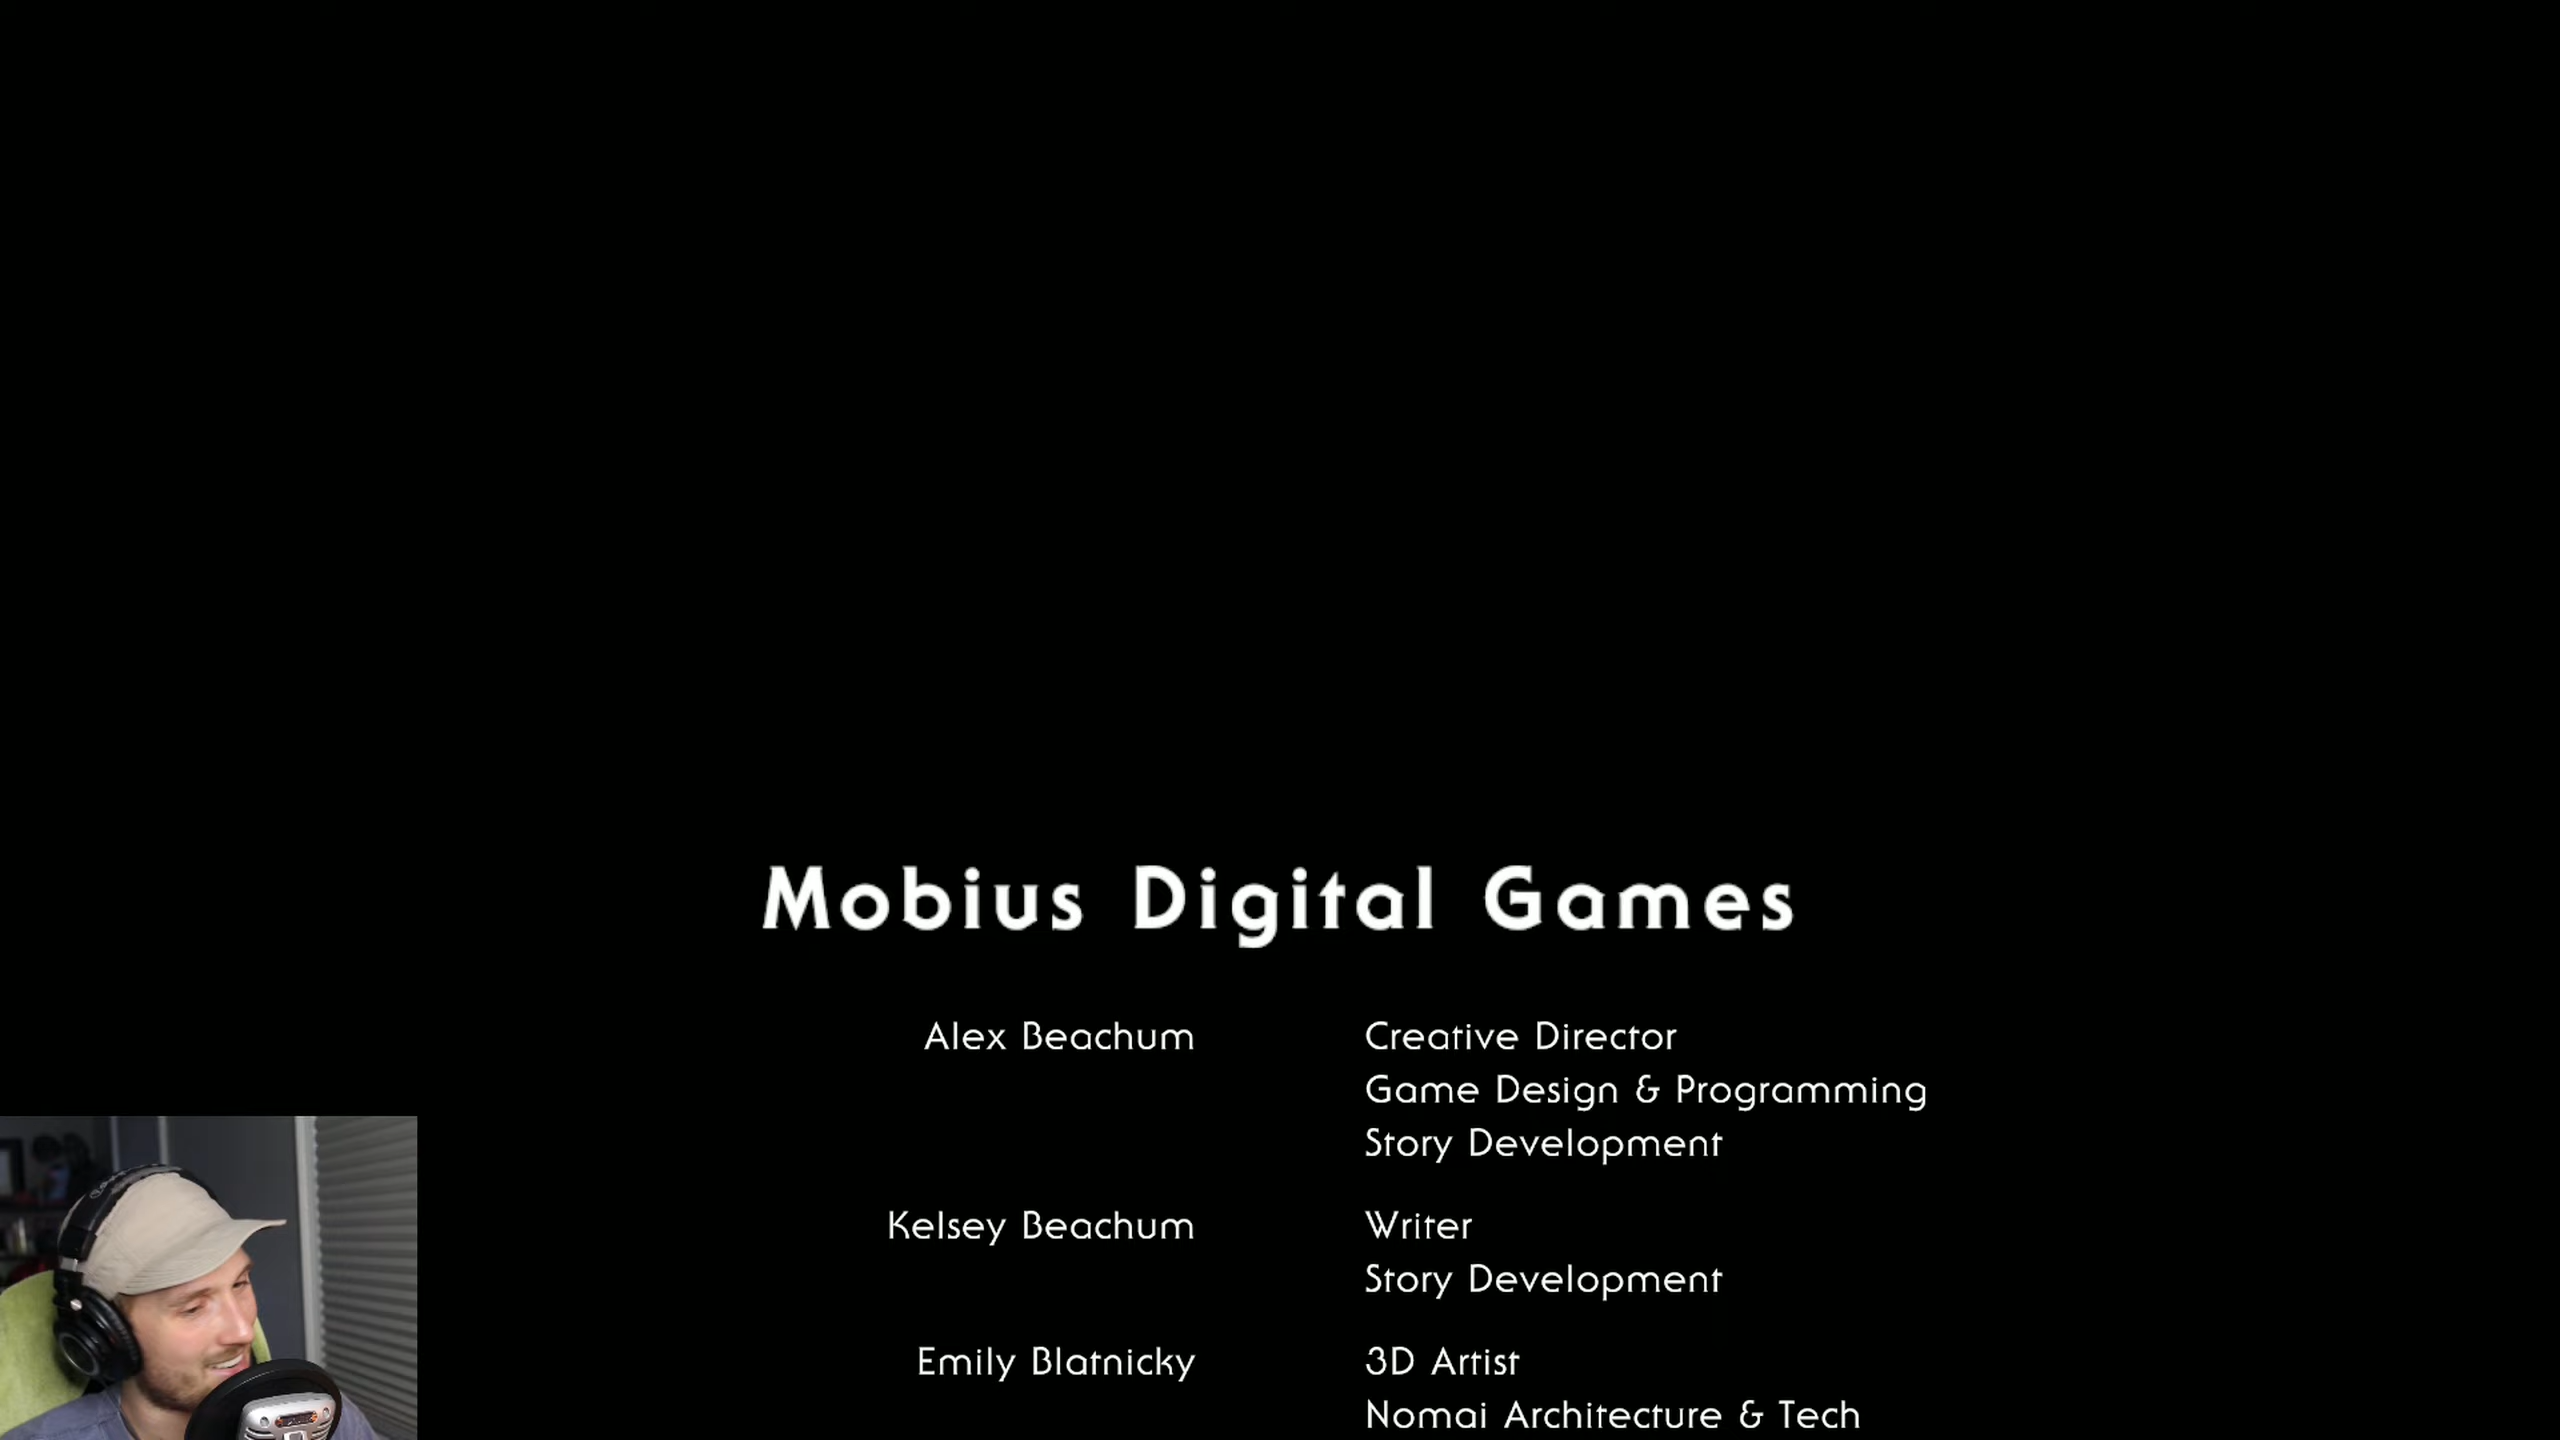 Mobius Digital Games
Alex Beachum Creative Director
Game Design & Programming
Story Development
Kelsey Beachum Writer
Story Development
Emily Blatnicky 3D Artist
Nomai Architecture & Tech